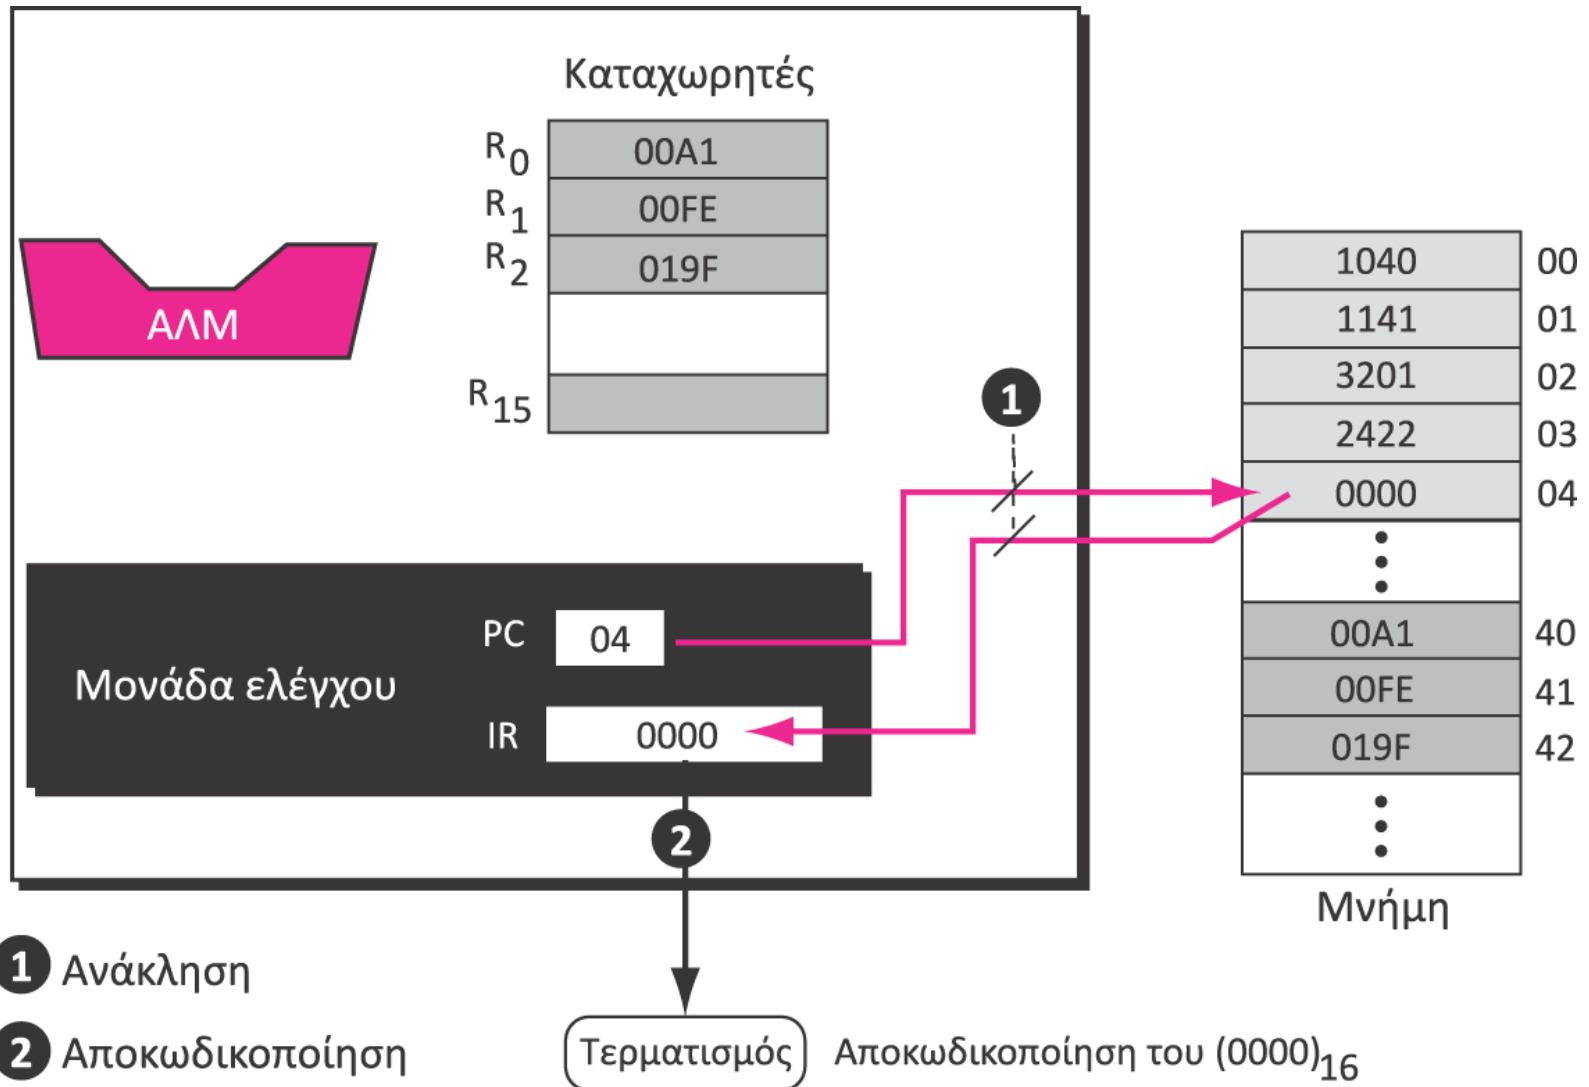 Καταχωρητές
R0 00A1
R1 00FE
R2 019F
R15
ΑΛΜ
1
1040 00
1141 01
3201 02
2422 03
0000 04
00A1 40
00FE 41
019F 42
Μνήμη
Μονάδα ελέγχου
PC 04
IR 0000
2
1 Ανάκληση
2 Αποκωδικοποίηση
Τερματισμός Αποκωδικοποίηση του (0000)16